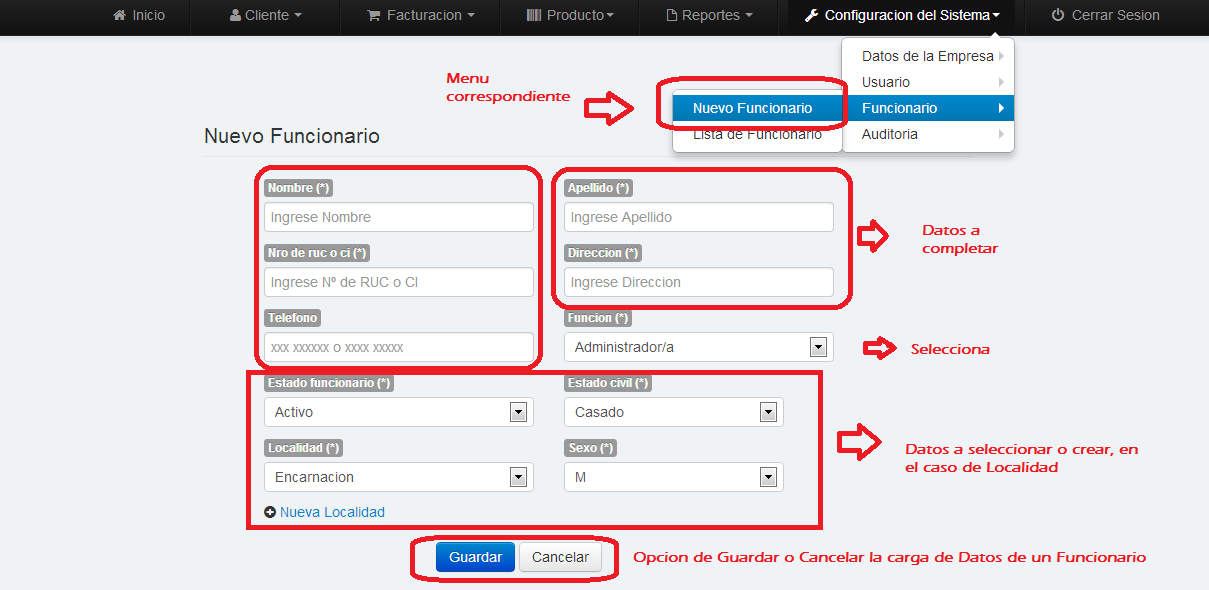 Inicio
Cliente
Facturacion
Producto
Reportes
Configuracion del Sistema
Cerrar Sesion
Datos de la Empresa
Usuario
Funcionario
Auditoria
Menu
correspondiente
Nuevo Funcionario
Lista de Funcionario
Nuevo Funcionario
Nombre (*)
Ingrese Nombre
Apellido (*)
Ingrese Apellido
Nro de ruc o ci (*)
Ingrese Nº de RUC o CI
Direccion (*)
Ingrese Direccion
Datos a
completar
Telefono
xxx xxxxxx o xxxx xxxxx
Funcion (*)
Administrador/a
Selecciona
Estado funcionario (*)
Activo
Estado civil (*)
Casado
Localidad (*)
Encarnacion
Sexo (*)
M
Datos a seleccionar o crear, en
el caso de Localidad
Nueva Localidad
Guardar
Cancelar
Opcion de Guardar o Cancelar la carga de Datos de un Funcionario